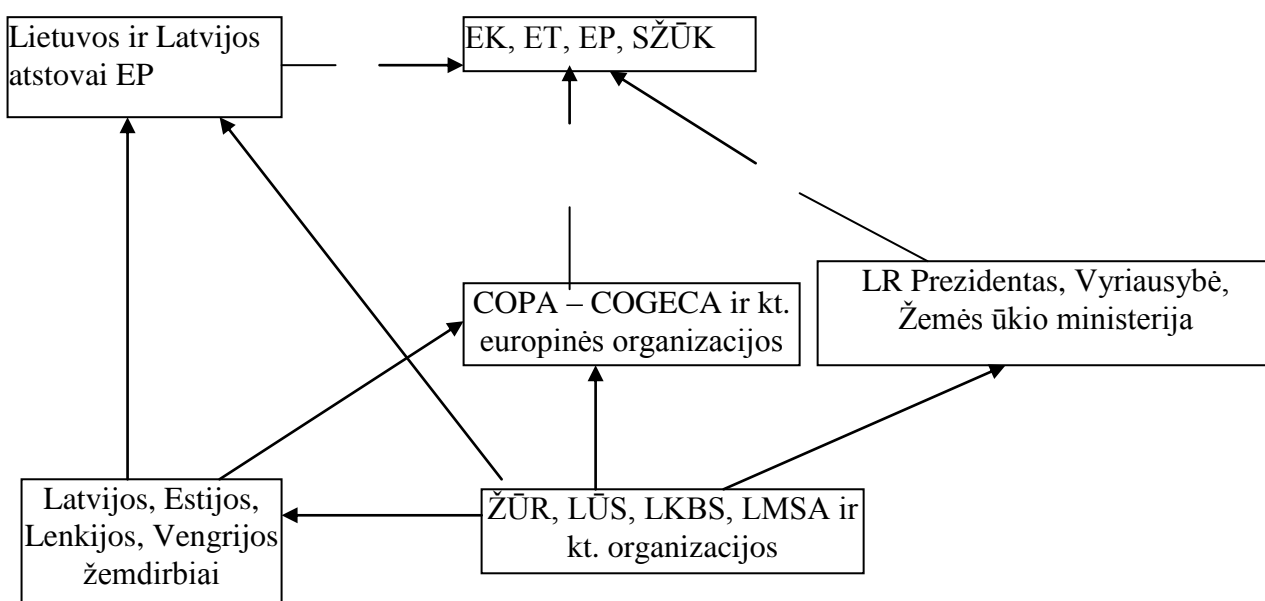 Lietuvos ir Latvijos
atstovai EP
EK, ET, EP, SŽŪK
COPA – COGECA ir kt.
europinės organizacijos
LR Prezidentas, Vyriausybė,
Žemės ūkio ministerija
Latvijos, Estijos,
Lenkijos, Vengrijos
žemdirbiai
ŽŪR, LŪS, LKBS, LMSA ir
kt. organizacijos